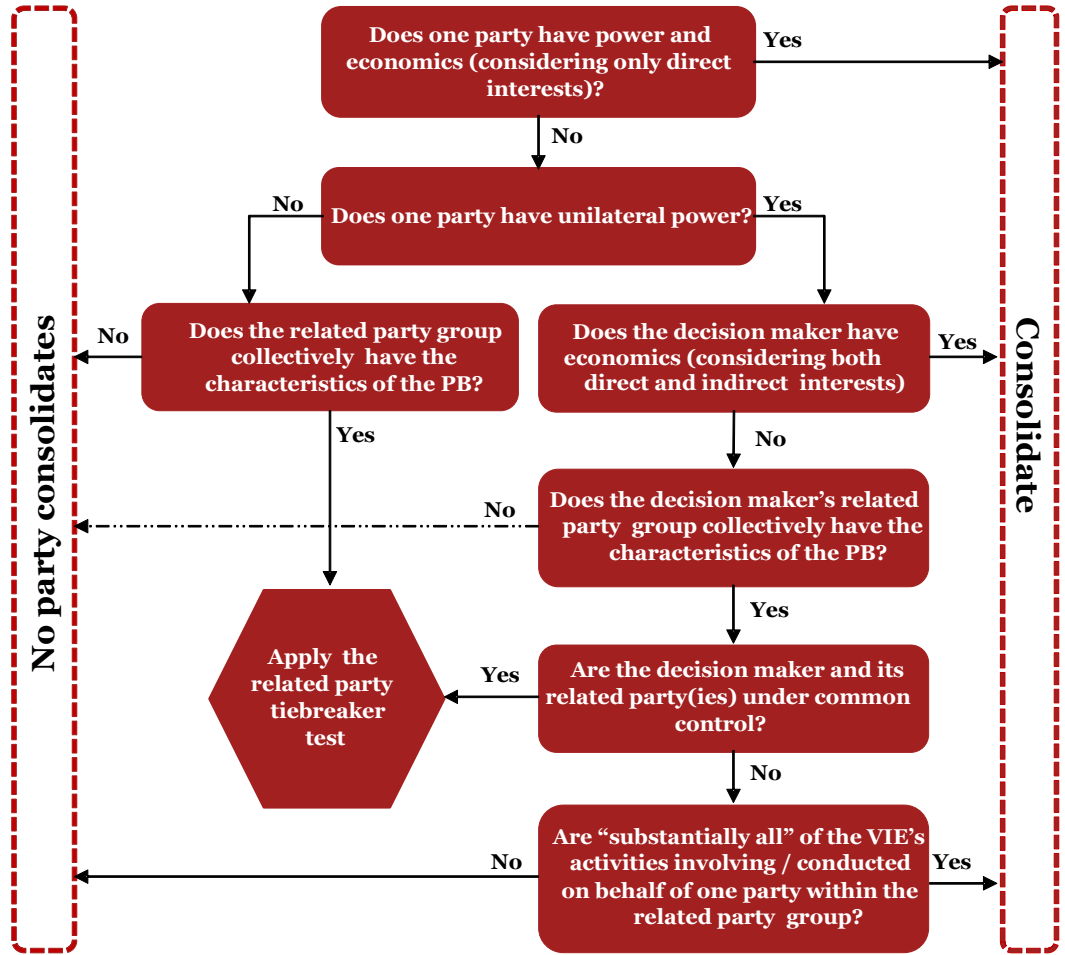 Does one party have power and
economics (considering only direct
interests)?
Yes
No
Does one party have unilateral power?
No
Yes
Does the related party group
collectively have the
characteristics of the PB?
No
Yes
Does the decision maker have
economics (considering both
direct and indirect interests)
Yes
No
Does the decision maker's related
party group collectively have the
characteristics of the PB?
No
Yes
Apply the
related party
tiebreaker
test
Are the decision maker and its
related party(ies) under common
control?
Yes
No
Are “substantially all” of the VIE's
activities involving / conducted
on behalf of one party within the
related party group?
No
Yes
No party consolidates
Consolidate